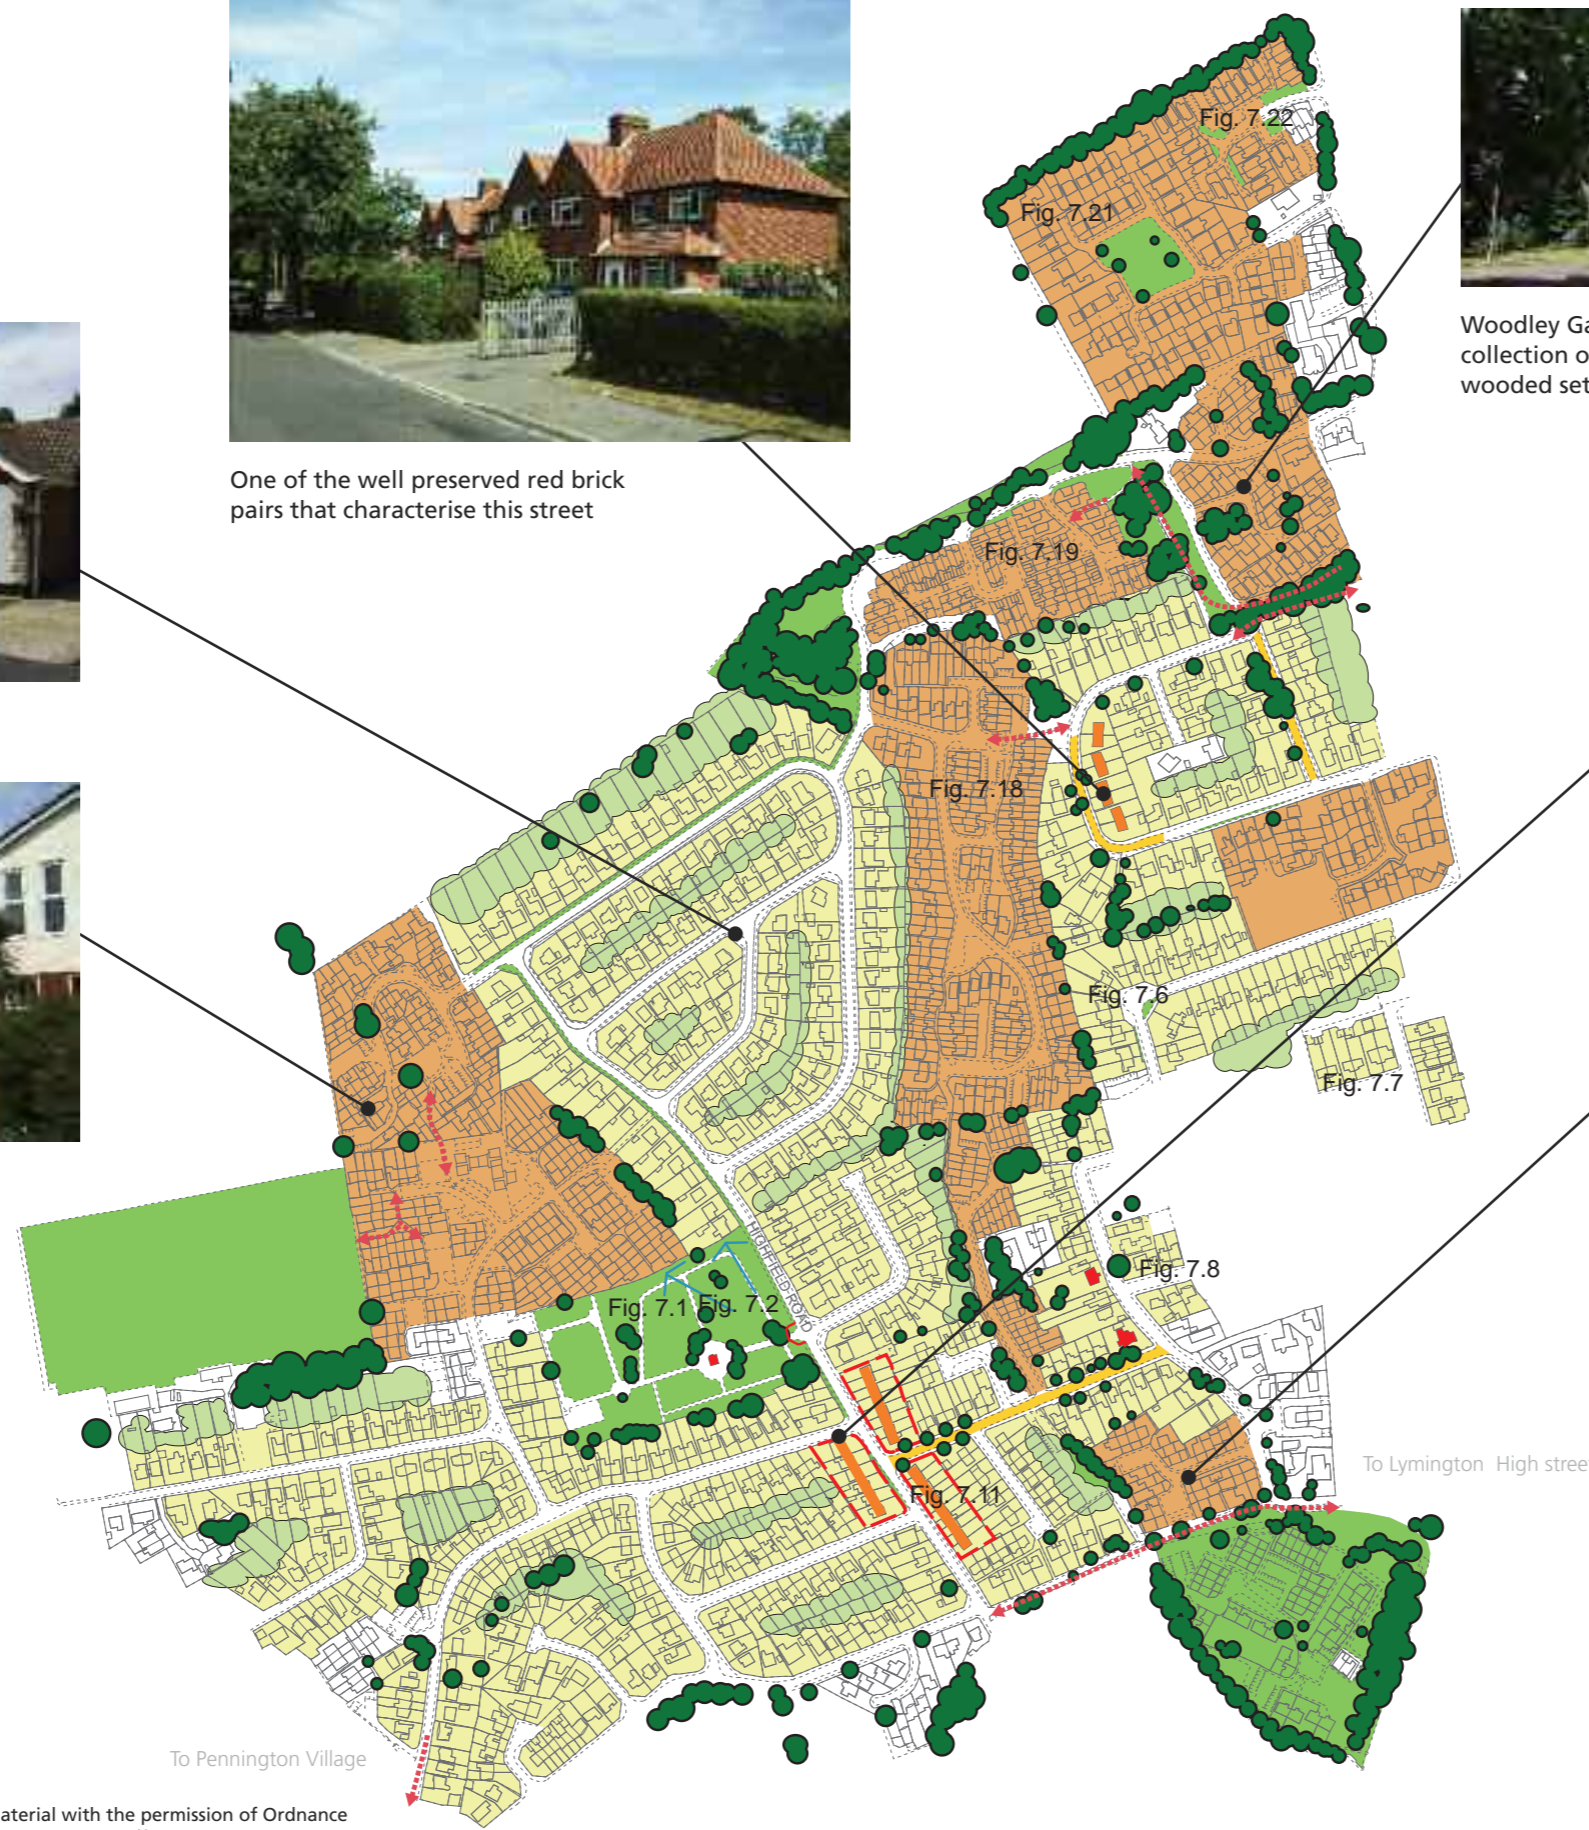 Fig. 7.22
Fig. 7.21
Woodley Ga
collection o
wooded set
One of the well preserved red brick
pairs that characterise this street
Fig. 7.19
Fig. 7.18
Fig. 7.6
Fig. 7.7
HIGHFIELD ROAD
Fig. 7.8
Fig. 7.1
Fig. 7.2
To Lymington High stree
Fig. 7.11
To Pennington Village
aterial with the permission of Ordnance